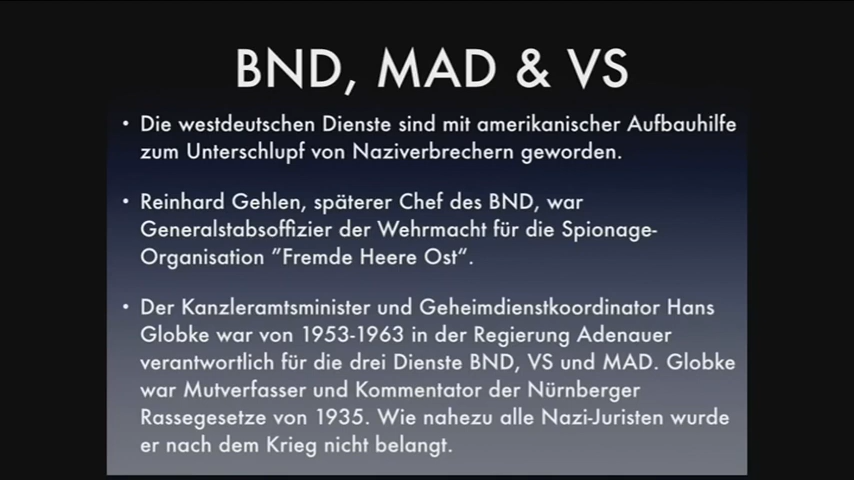 BND, MAD & VS
• Die westdeutschen Dienste sind mit amerikanischer Aufbauhilfe
zum Unterschlupf von Naziverbrechern geworden.
• Reinhard Gehlen, späterer Chef des BND, war
Generalstabsoffizier der Wehrmacht für die Spionage-
Organisation ”Fremde Heere Ost“.
• Der Kanzleramtsminister und Geheimdienstkoordinator Hans
Globke war von 1953-1963 in der Regierung Adenauer
verantwortlich für die drei Dienste BND, VS und MAD. Globke
war Mutverfasser und Kommentator der Nürnberger
Rassegesetze von 1935. Wie nahezu alle Nazi-Juristen wurde
er nach dem Krieg nicht belangt.